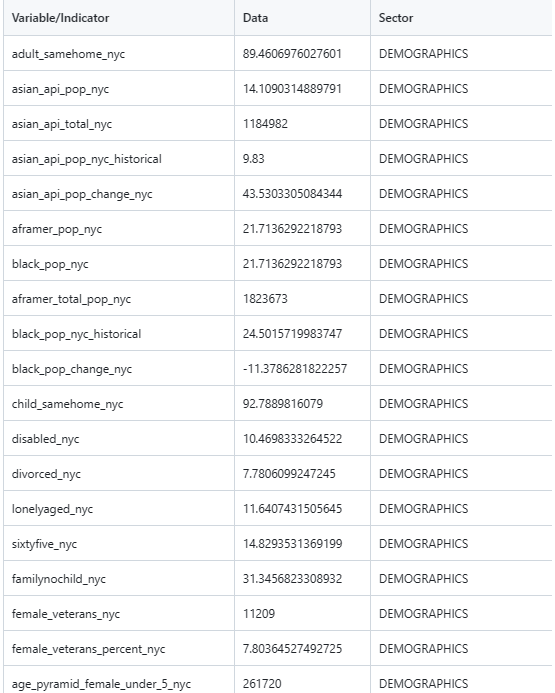 Variable/Indicator Data Sector
adult_samehome_nyc 89.4606976027601 DEMOGRAPHICS
asian_api_pop_nyc 14.1090314889791 DEMOGRAPHICS
asian_api_total_nyc 1184982 DEMOGRAPHICS
asian_api_pop_nyc_historical 9.83 DEMOGRAPHICS
asian_api_pop_change_nyc 43.5303305084344 DEMOGRAPHICS
aframer_pop_nyc 21.7136292218793 DEMOGRAPHICS
black_pop_nyc 21.7136292218793 DEMOGRAPHICS
aframer_total_pop_nyc 1823673 DEMOGRAPHICS
black_pop_nyc_historical 24.5015719983747 DEMOGRAPHICS
black_pop_change_nyc -11.3786281822257 DEMOGRAPHICS
child_samehome_nyc 92.7889816079 DEMOGRAPHICS
disabled_nyc 10.4698333264522 DEMOGRAPHICS
divorced_nyc 7.7806099247245 DEMOGRAPHICS
lonelyaged_nyc 11.6407431505645 DEMOGRAPHICS
sixtyfive_nyc 14.8293531369199 DEMOGRAPHICS
familynochild_nyc 31.3456823308932 DEMOGRAPHICS
female_veterans_nyc 11209 DEMOGRAPHICS
female_veterans_percent_nyc 7.80364527492725 DEMOGRAPHICS
age_pyramid_female_under_5_nyc 261720 DEMOGRAPHICS